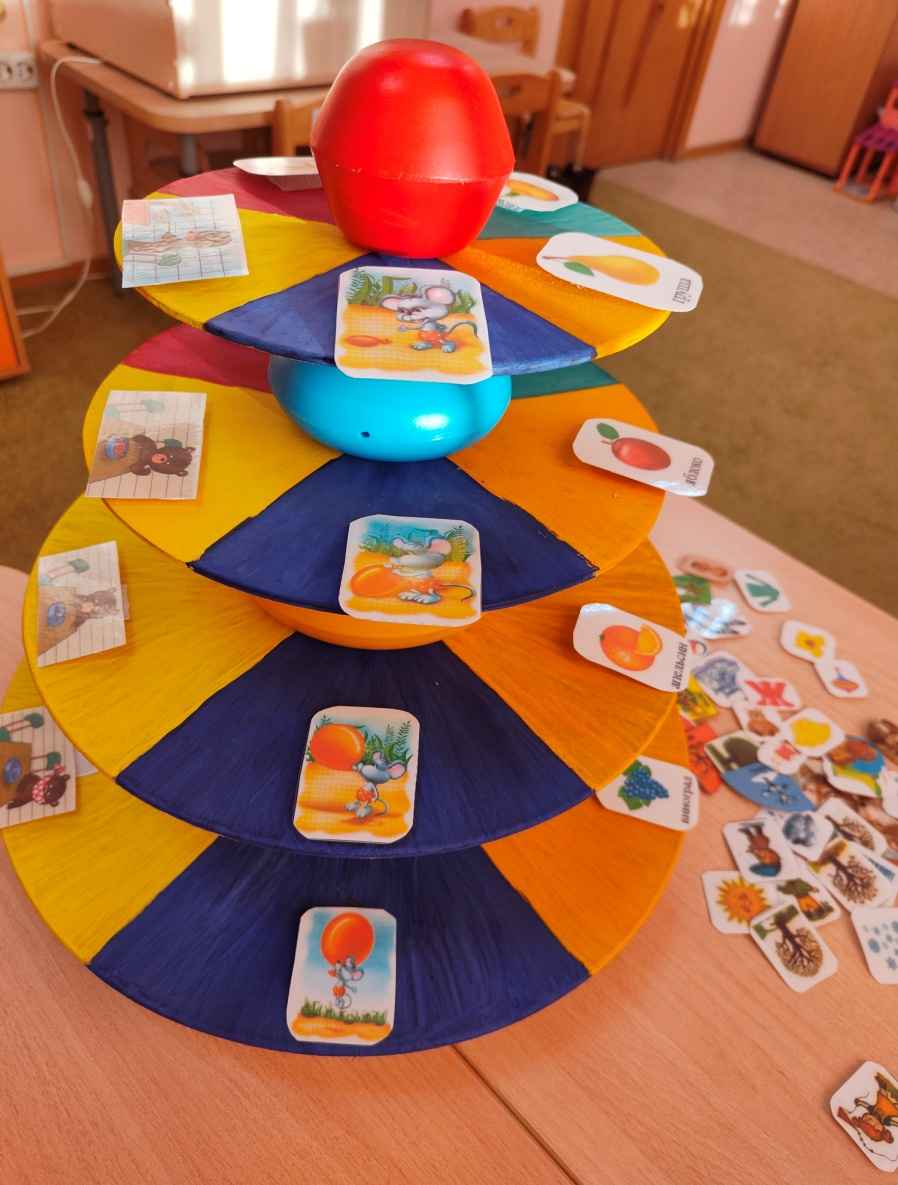 груша
яблоко
апельсин
виноград
Ж